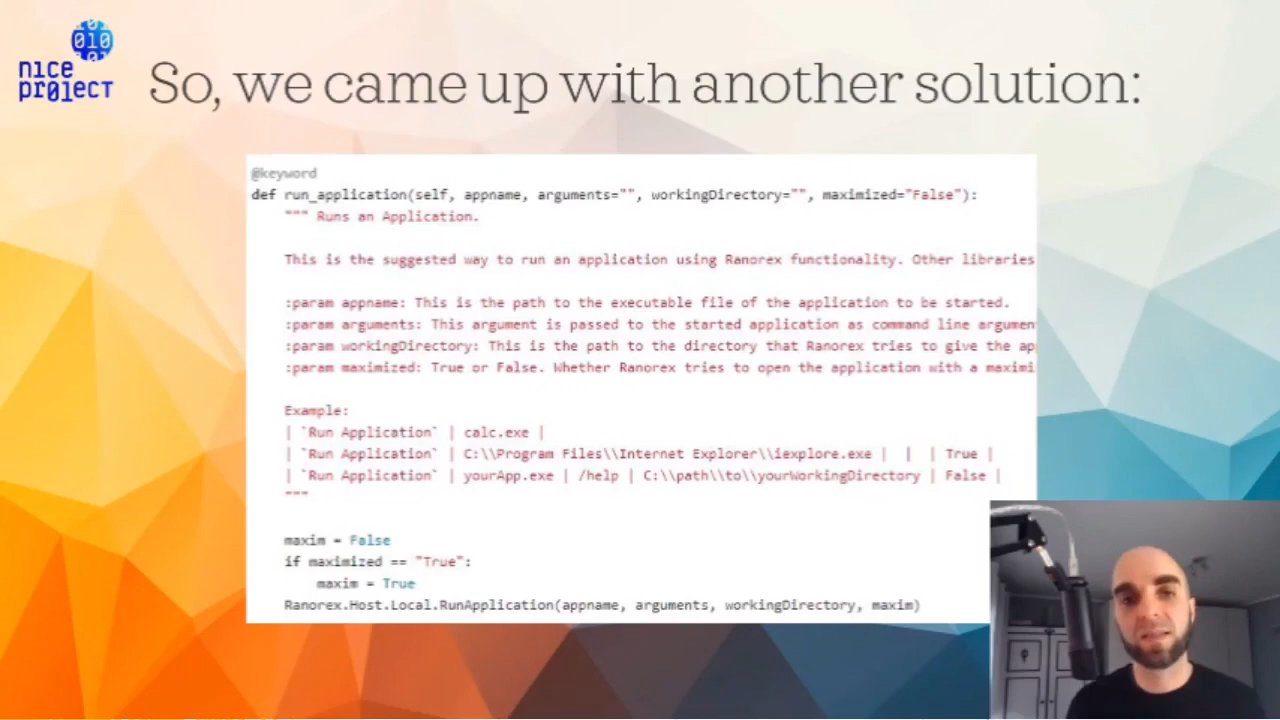 010
n1ce
pr01ect
So, we came up with another solution:
@keyword
def run_application(self, appname, arguments="", workingDirectory="", maximized="False"):
""" Runs an Application.
This is the suggested way to run an application using Ranorex functionality. Other libraries
:param appname: This is the path to the executable file of the application to be started.
:param arguments: This argument is passed to the started application as command line argumen
:param workingDirectory: This is the path to the directory that Ranorex tries to give the ap
:param maximized: True or False. Whether Ranorex tries to open the application with a maximi
Example:
| `Run Application` | calc.exe |
| `Run Application` | C:\\Program Files\\Internet Explorer\\iexplore.exe | | | True |
| `Run Application` | yourApp.exe | /help | C:\\path\\to\\yourWorkingDirectory | False |
"""
maxim = False
if maximized == "True":
maxim = True
Ranorex.Host.Local.RunApplication(appname, arguments, workingDirectory, maxim)